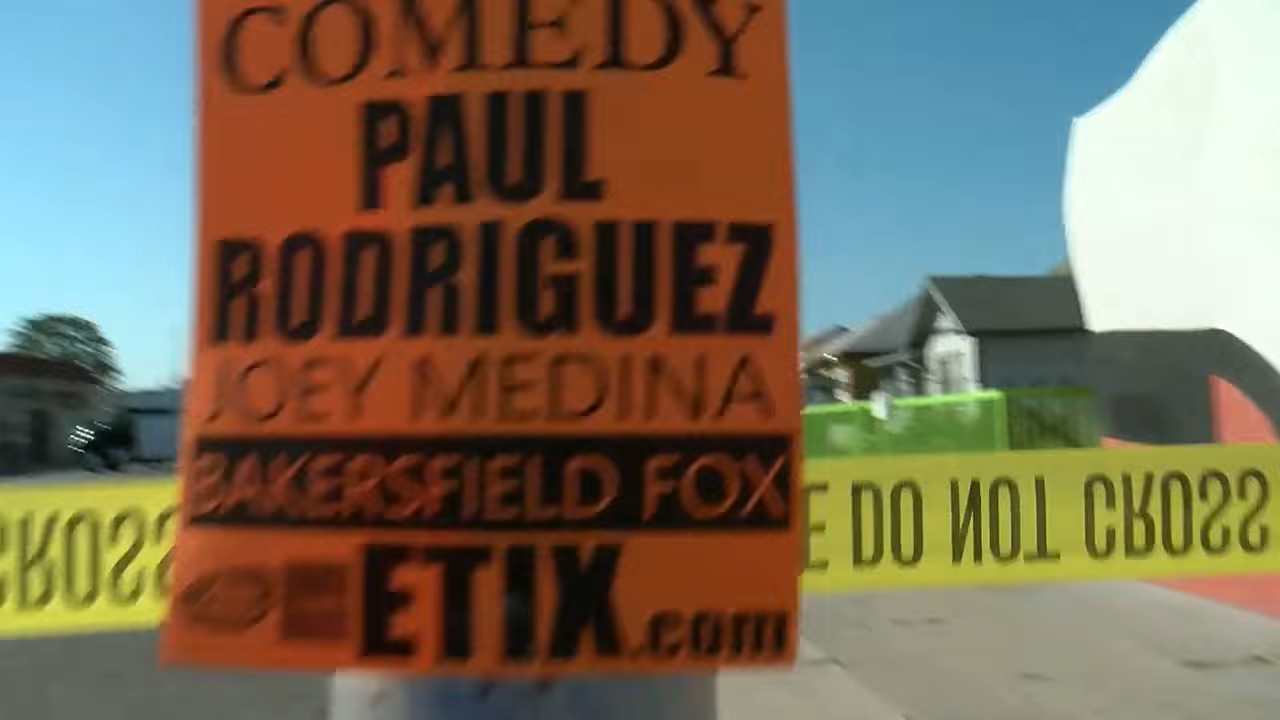 COMEDY
PAUL
RODRIGUEZ
JOEY MEDINA
BAKERSFIELD FOX
ETIX.com
CROSS
E DO NOT CROSS